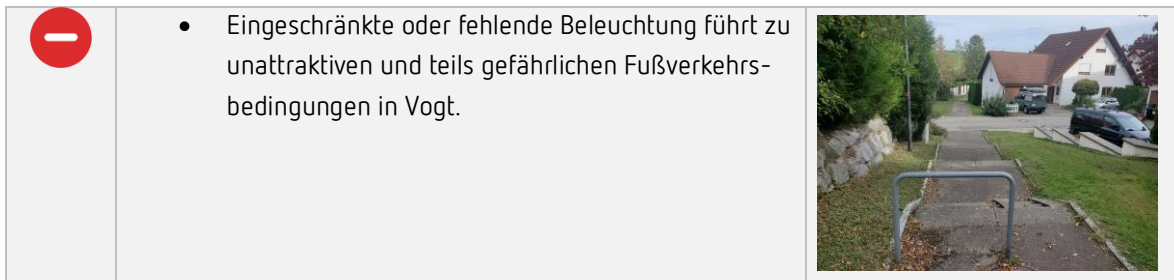 • Eingeschränkte oder fehlende Beleuchtung führt zu
unattraktiven und teils gefährlichen Fußverkehrs-
bedingungen in Vogt.